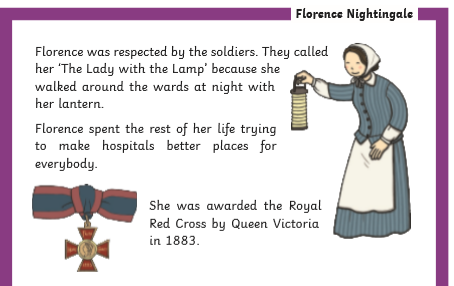 Florence Nightingale
Florence was respected by the soldiers. They called
her ‘The Lady with the Lamp’ because she
walked around the wards at night with
her lantern.
Florence spent the rest of her life trying
to make hospitals better places for
everybody.
She was awarded the Royal
Red Cross by Queen Victoria
in 1883.